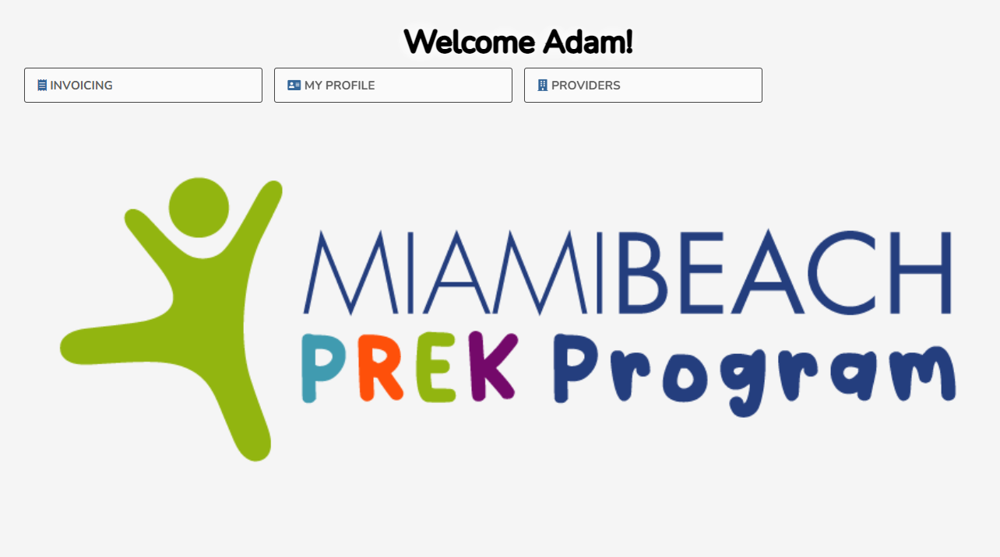 Welcome Adam!
INVOICING
MY PROFILE
PROVIDERS
MIAMIBEACH
PREK Program